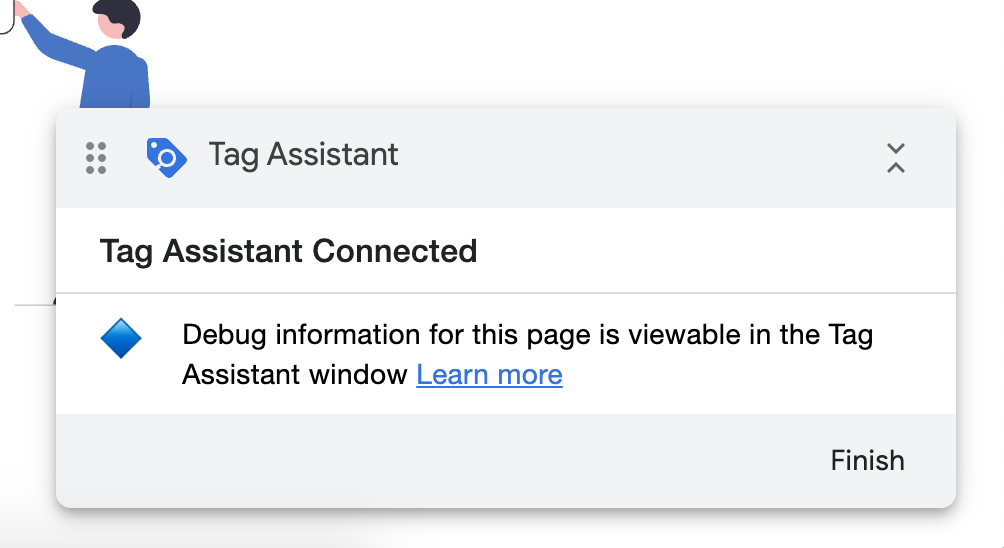 Tag Assistant
Tag Assistant Connected
Debug information for this page is viewable in the Tag
Assistant window Learn more
Finish